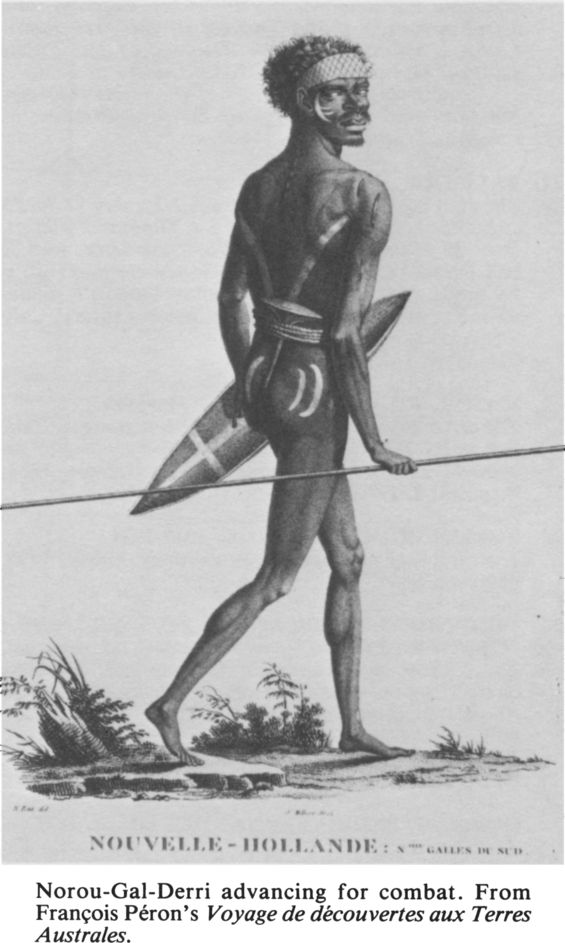 NOUVELLE-HOLLANDE: N.elle GALLES DU SUD.
Norou-Gal-Derri advancing for combat. From
François Péron's Voyage de découvertes aux Terres
Australes.